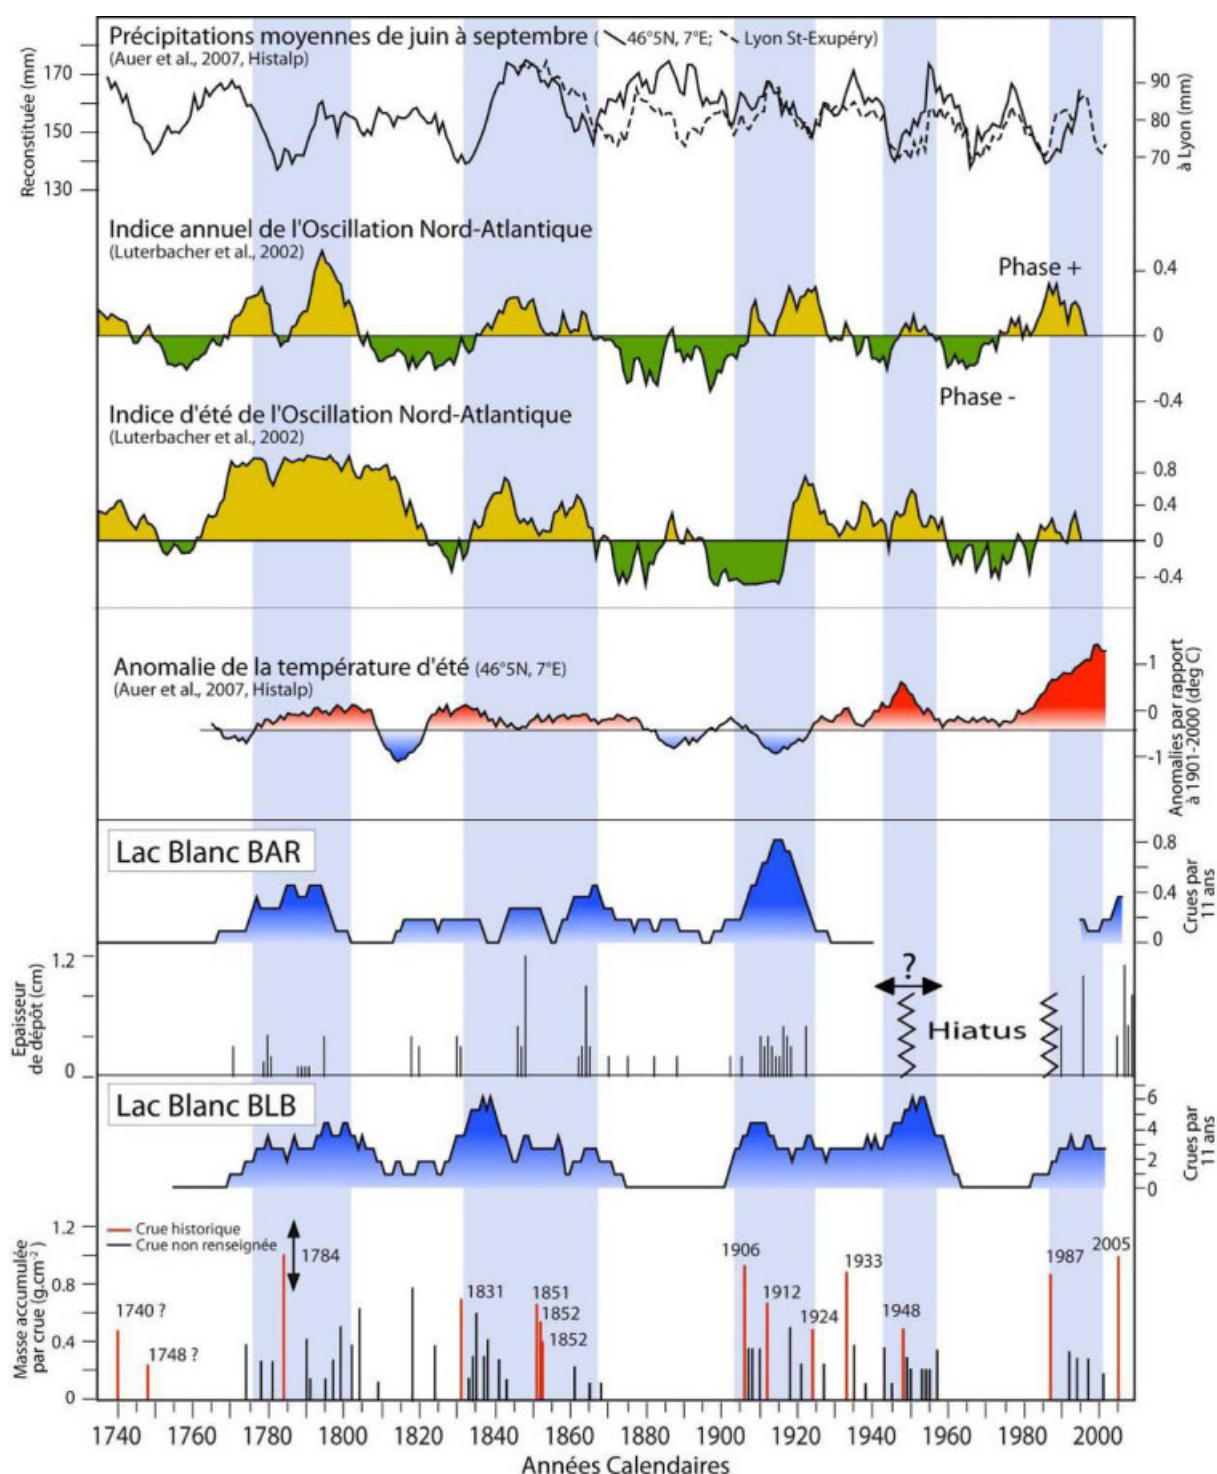 Précipitations moyennes de juin à septembre ( 46°5N, 7°E; Lyon St-Exupéry)
(Auer et al., 2007, Histalp)
Reconstituée (mm)
170
150
130
90
80
70
à Lyon (mm)
Indice annuel de l'Oscillation Nord-Atlantique
(Luterbacher et al., 2002)
Phase +
0.4
0
-0.4
Phase -
Indice d'été de l'Oscillation Nord-Atlantique
(Luterbacher et al., 2002)
0.8
0.4
0
-0.4
Anomalie de la température d'été (46°5N, 7°E)
(Auer et al., 2007, Histalp)
1
0
-1
Anomalies par rapport
à 1901-2000 (deg C)
Lac Blanc BAR
0.8
0.4
0
Crues par
11 ans
Epaisseur
de dépôt (cm)
1.2
0
?
Hiatus
Lac Blanc BLB
6
4
2
0
Crues par
11 ans
Masse accumulée
par crue (g.cm⁻²)
1.2
0.8
0.4
0
Crue historique
Crue non renseignée
1740 ?
1748 ?
1784
1831
1851
1852
1852
1906
1912
1924
1933
1948
1987
2005
1740 1760 1780 1800 1820 1840 1860 1880 1900 1920 1940 1960 1980 2000
Années Calendaires